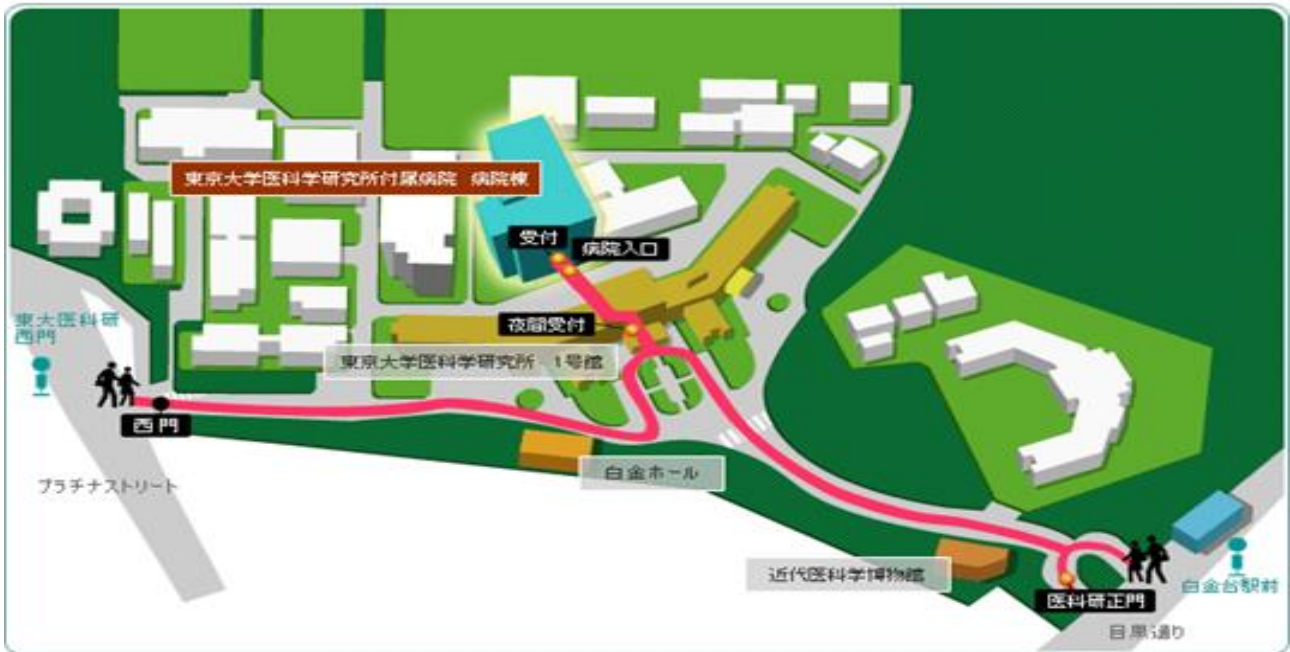 東京大学医科学研究所付属病院 病院棟
受付
病院入口
夜間受付
東大医科研
西門
東京大学医科学研究所 1号館
西門
白金ホール
プラチナストリート
近代医科学博物館
医科研正門
白金台駅前
目黒通り